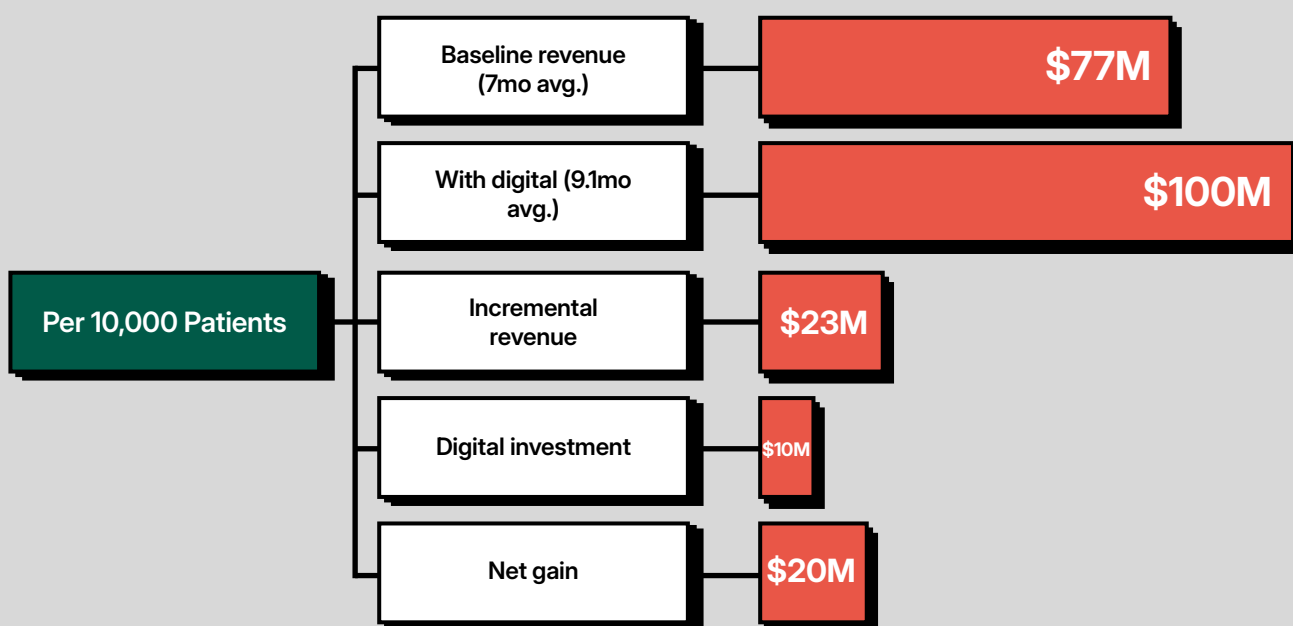 Baseline revenue
(7mo avg.)
$77M
With digital (9.1mo
avg.)
$100M
Per 10,000 Patients
Incremental
revenue
$23M
Digital investment
$10M
Net gain
$20M